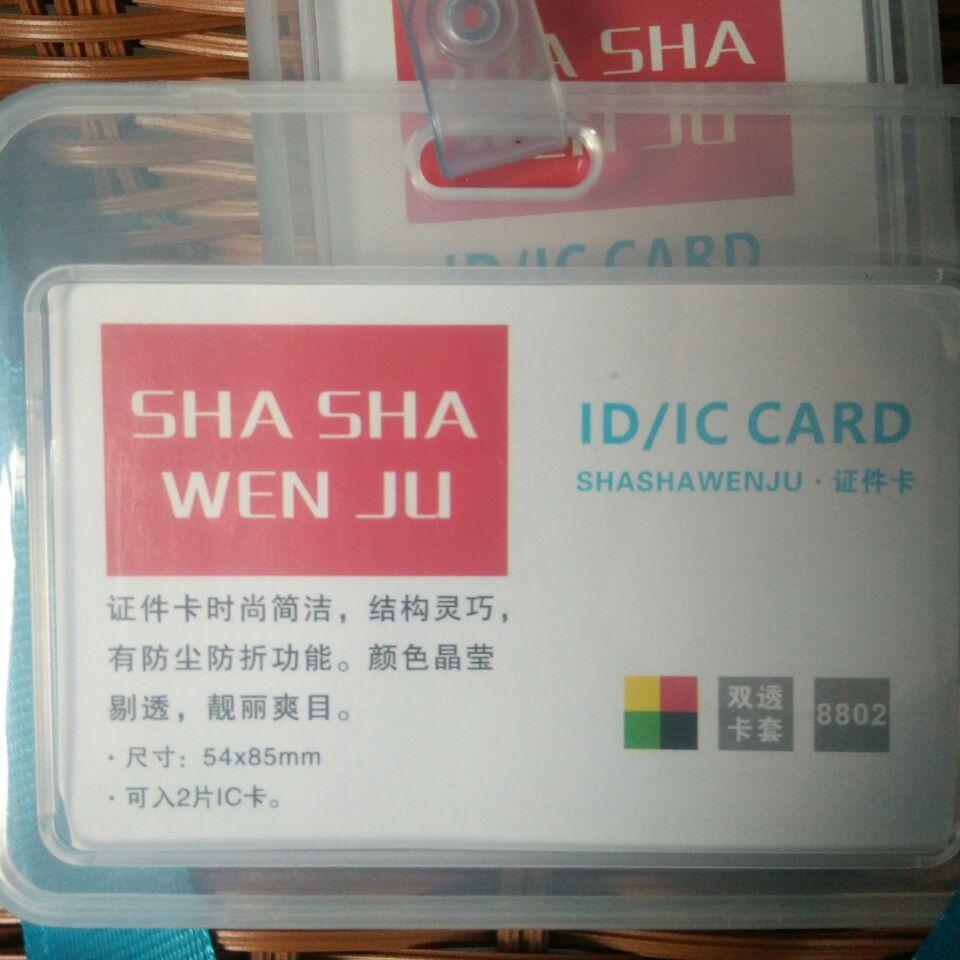 SHA SHA
WEN JU
ID/IC CARD
SHA SHA
WEN JU
ID/IC CARD
SHASHAWENJU·证件卡
证件卡时尚简洁，结构灵巧，
有防尘防折功能。颜色晶莹
剔透，靓丽爽目。
·尺寸：54x85mm
·可入2片IC卡。
双透
卡套
8802